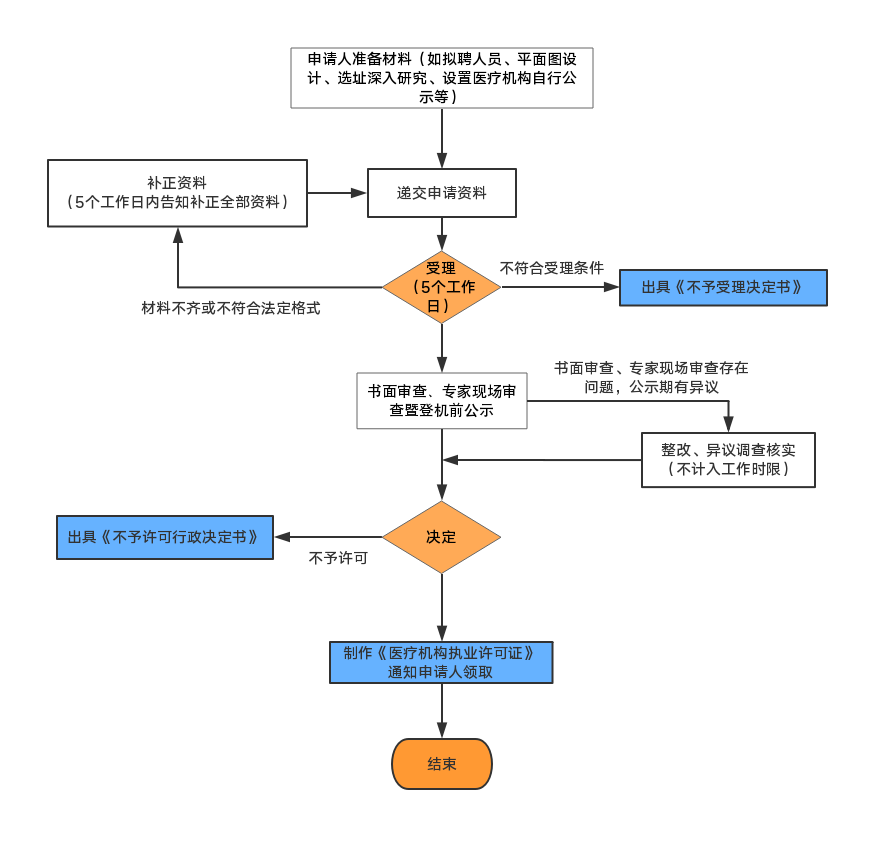 申请人准备材料（如拟聘人员、平面图设
计、选址深入研究、设置医疗机构自行公
示等）
补正资料
（5个工作日内告知补正全部资料）
递交申请资料
受理
（5个工作
日）
不符合受理条件
出具《不予受理决定书》
材料不齐或不符合法定格式
书面审查、专家现场审查存在
问题，公示期有异议
书面审查、专家现场审
查暨登机前公示
整改、异议调查核实
（不计入工作时限）
出具《不予许可行政决定书》
决定
不予许可
制作《医疗机构执业许可证》
通知申请人领取
结束